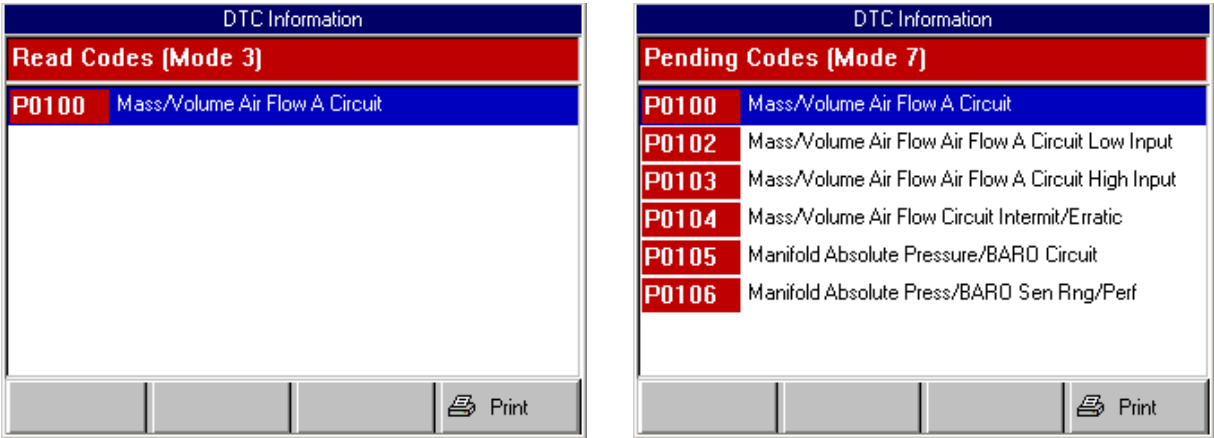 DTC Information
Read Codes (Mode 3)
P0100 Mass/Volume Air Flow A Circuit
Print
DTC Information
Pending Codes (Mode 7)
P0100 Mass/Volume Air Flow A Circuit
P0102 Mass/Volume Air Flow Air Flow A Circuit Low Input
P0103 Mass/Volume Air Flow Air Flow A Circuit High Input
P0104 Mass/Volume Air Flow Circuit Intermit/Erratic
P0105 Manifold Absolute Pressure/BARO Circuit
P0106 Manifold Absolute Press/BARO Sen Rng/Perf
Print